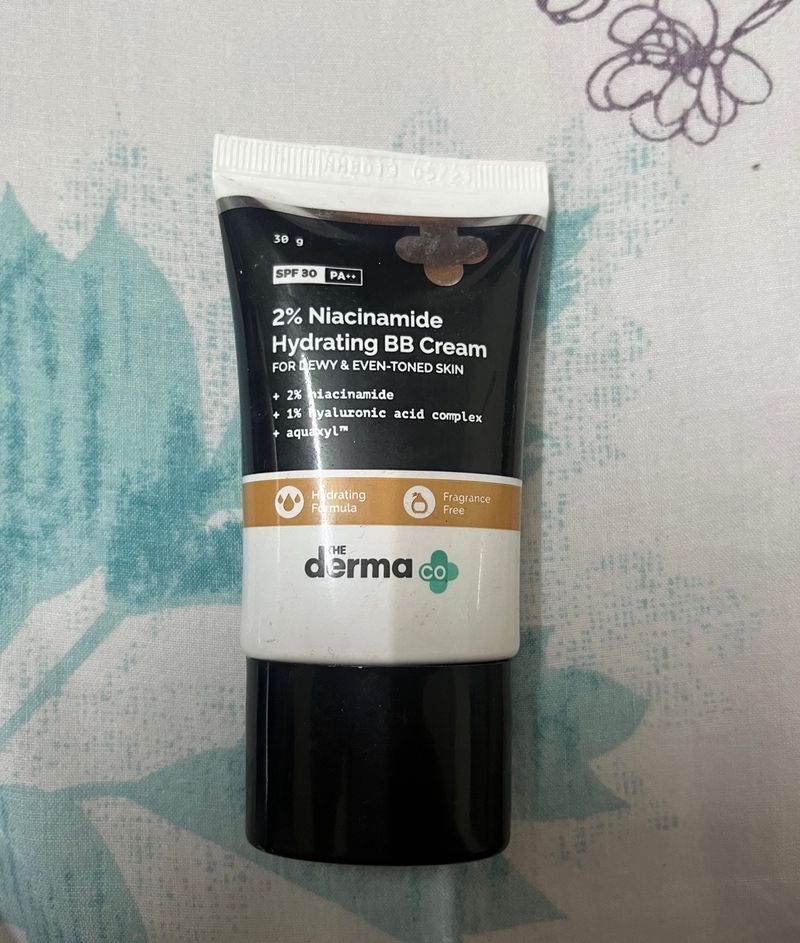 30 g
SPF 30 PA++
2% Niacinamide
Hydrating BB Cream
FOR DEWY & EVEN-TONED SKIN
+ 2% niacinamide
+ 1% hyaluronic acid complex
+ aquaxyl™
Hydrating Formula
Fragrance Free
THE
derma co